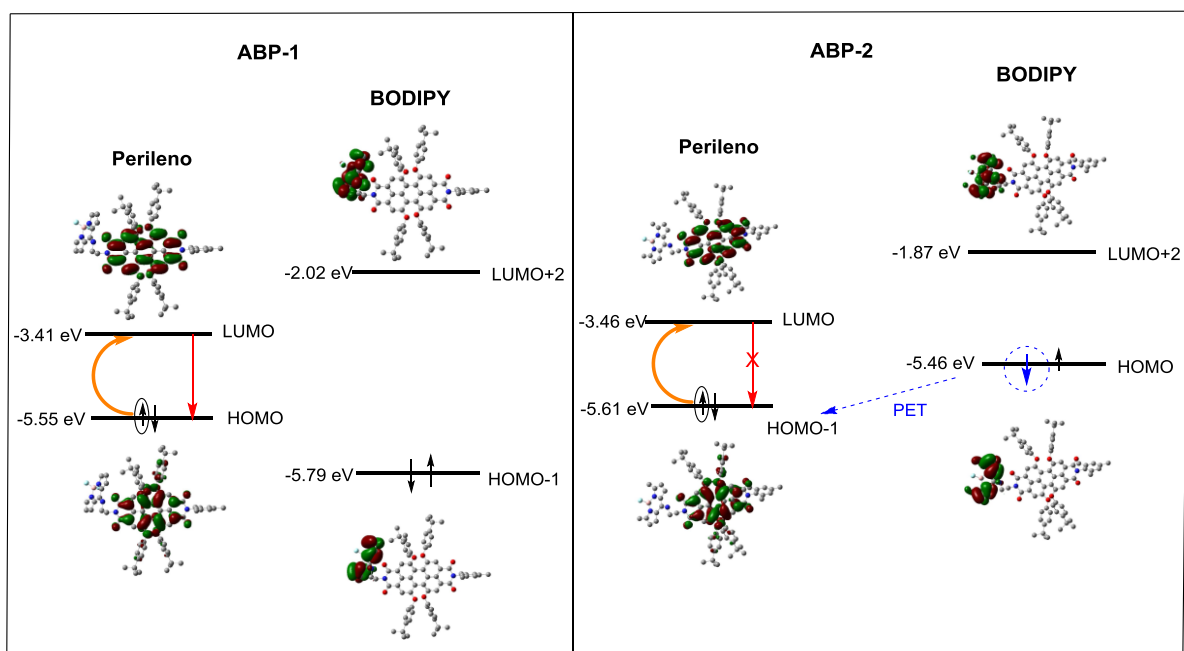 ABP-1
BODIPY
Perileno
-2.02 eV
LUMO+2
-3.41 eV
LUMO
-5.55 eV
HOMO
-5.79 eV
HOMO-1
ABP-2
BODIPY
Perileno
-1.87 eV
LUMO+2
-3.46 eV
LUMO
X
-5.46 eV
HOMO
-5.61 eV
HOMO-1
PET